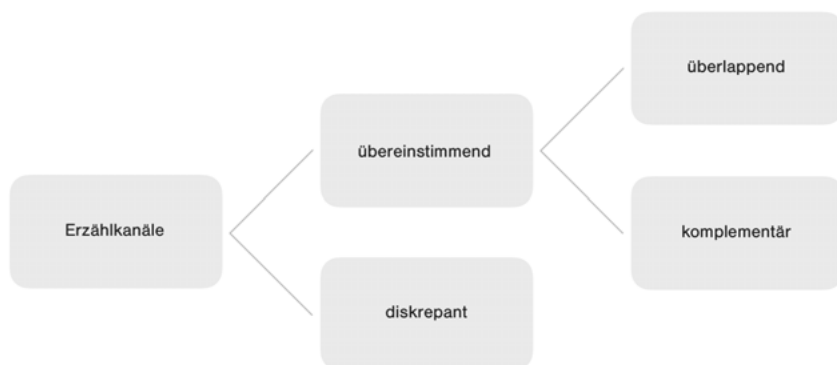 Erzählkanäle
übereinstimmend
diskrepant
überlappend
komplementär